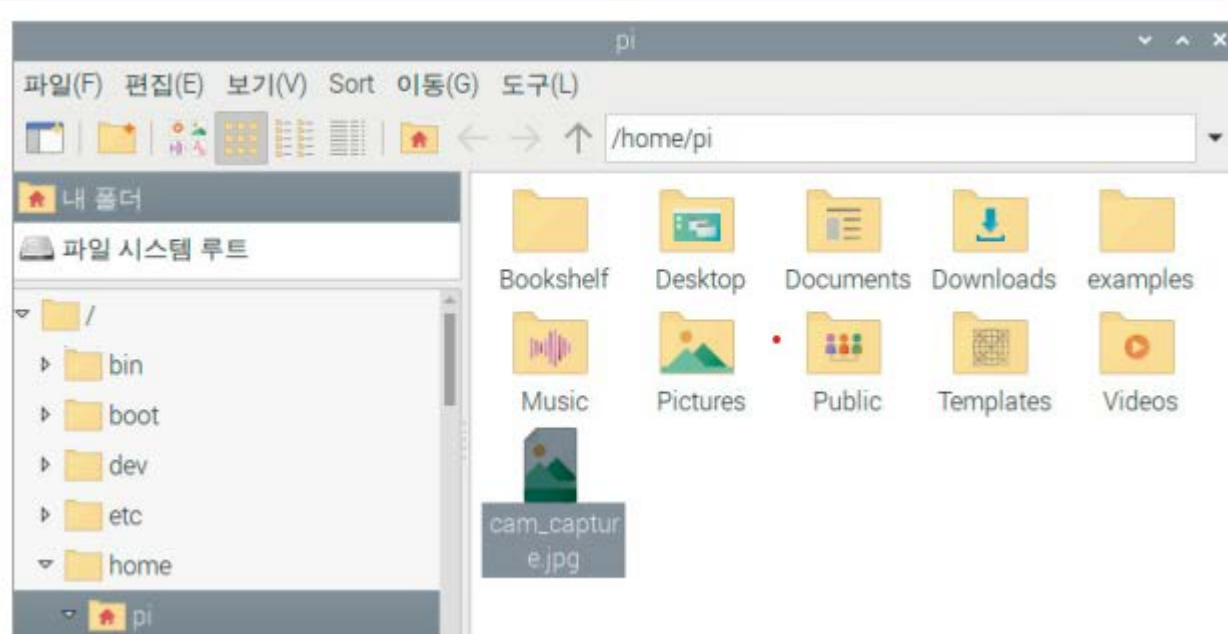 pi
파일(F) 편집(E) 보기(V) Sort 이동(G) 도구(L)
/home/pi
내 폴더
파일 시스템 루트
/
bin
boot
dev
etc
home
pi
Bookshelf Desktop Documents Downloads examples
Music Pictures Public Templates Videos
cam_captur
e.jpg